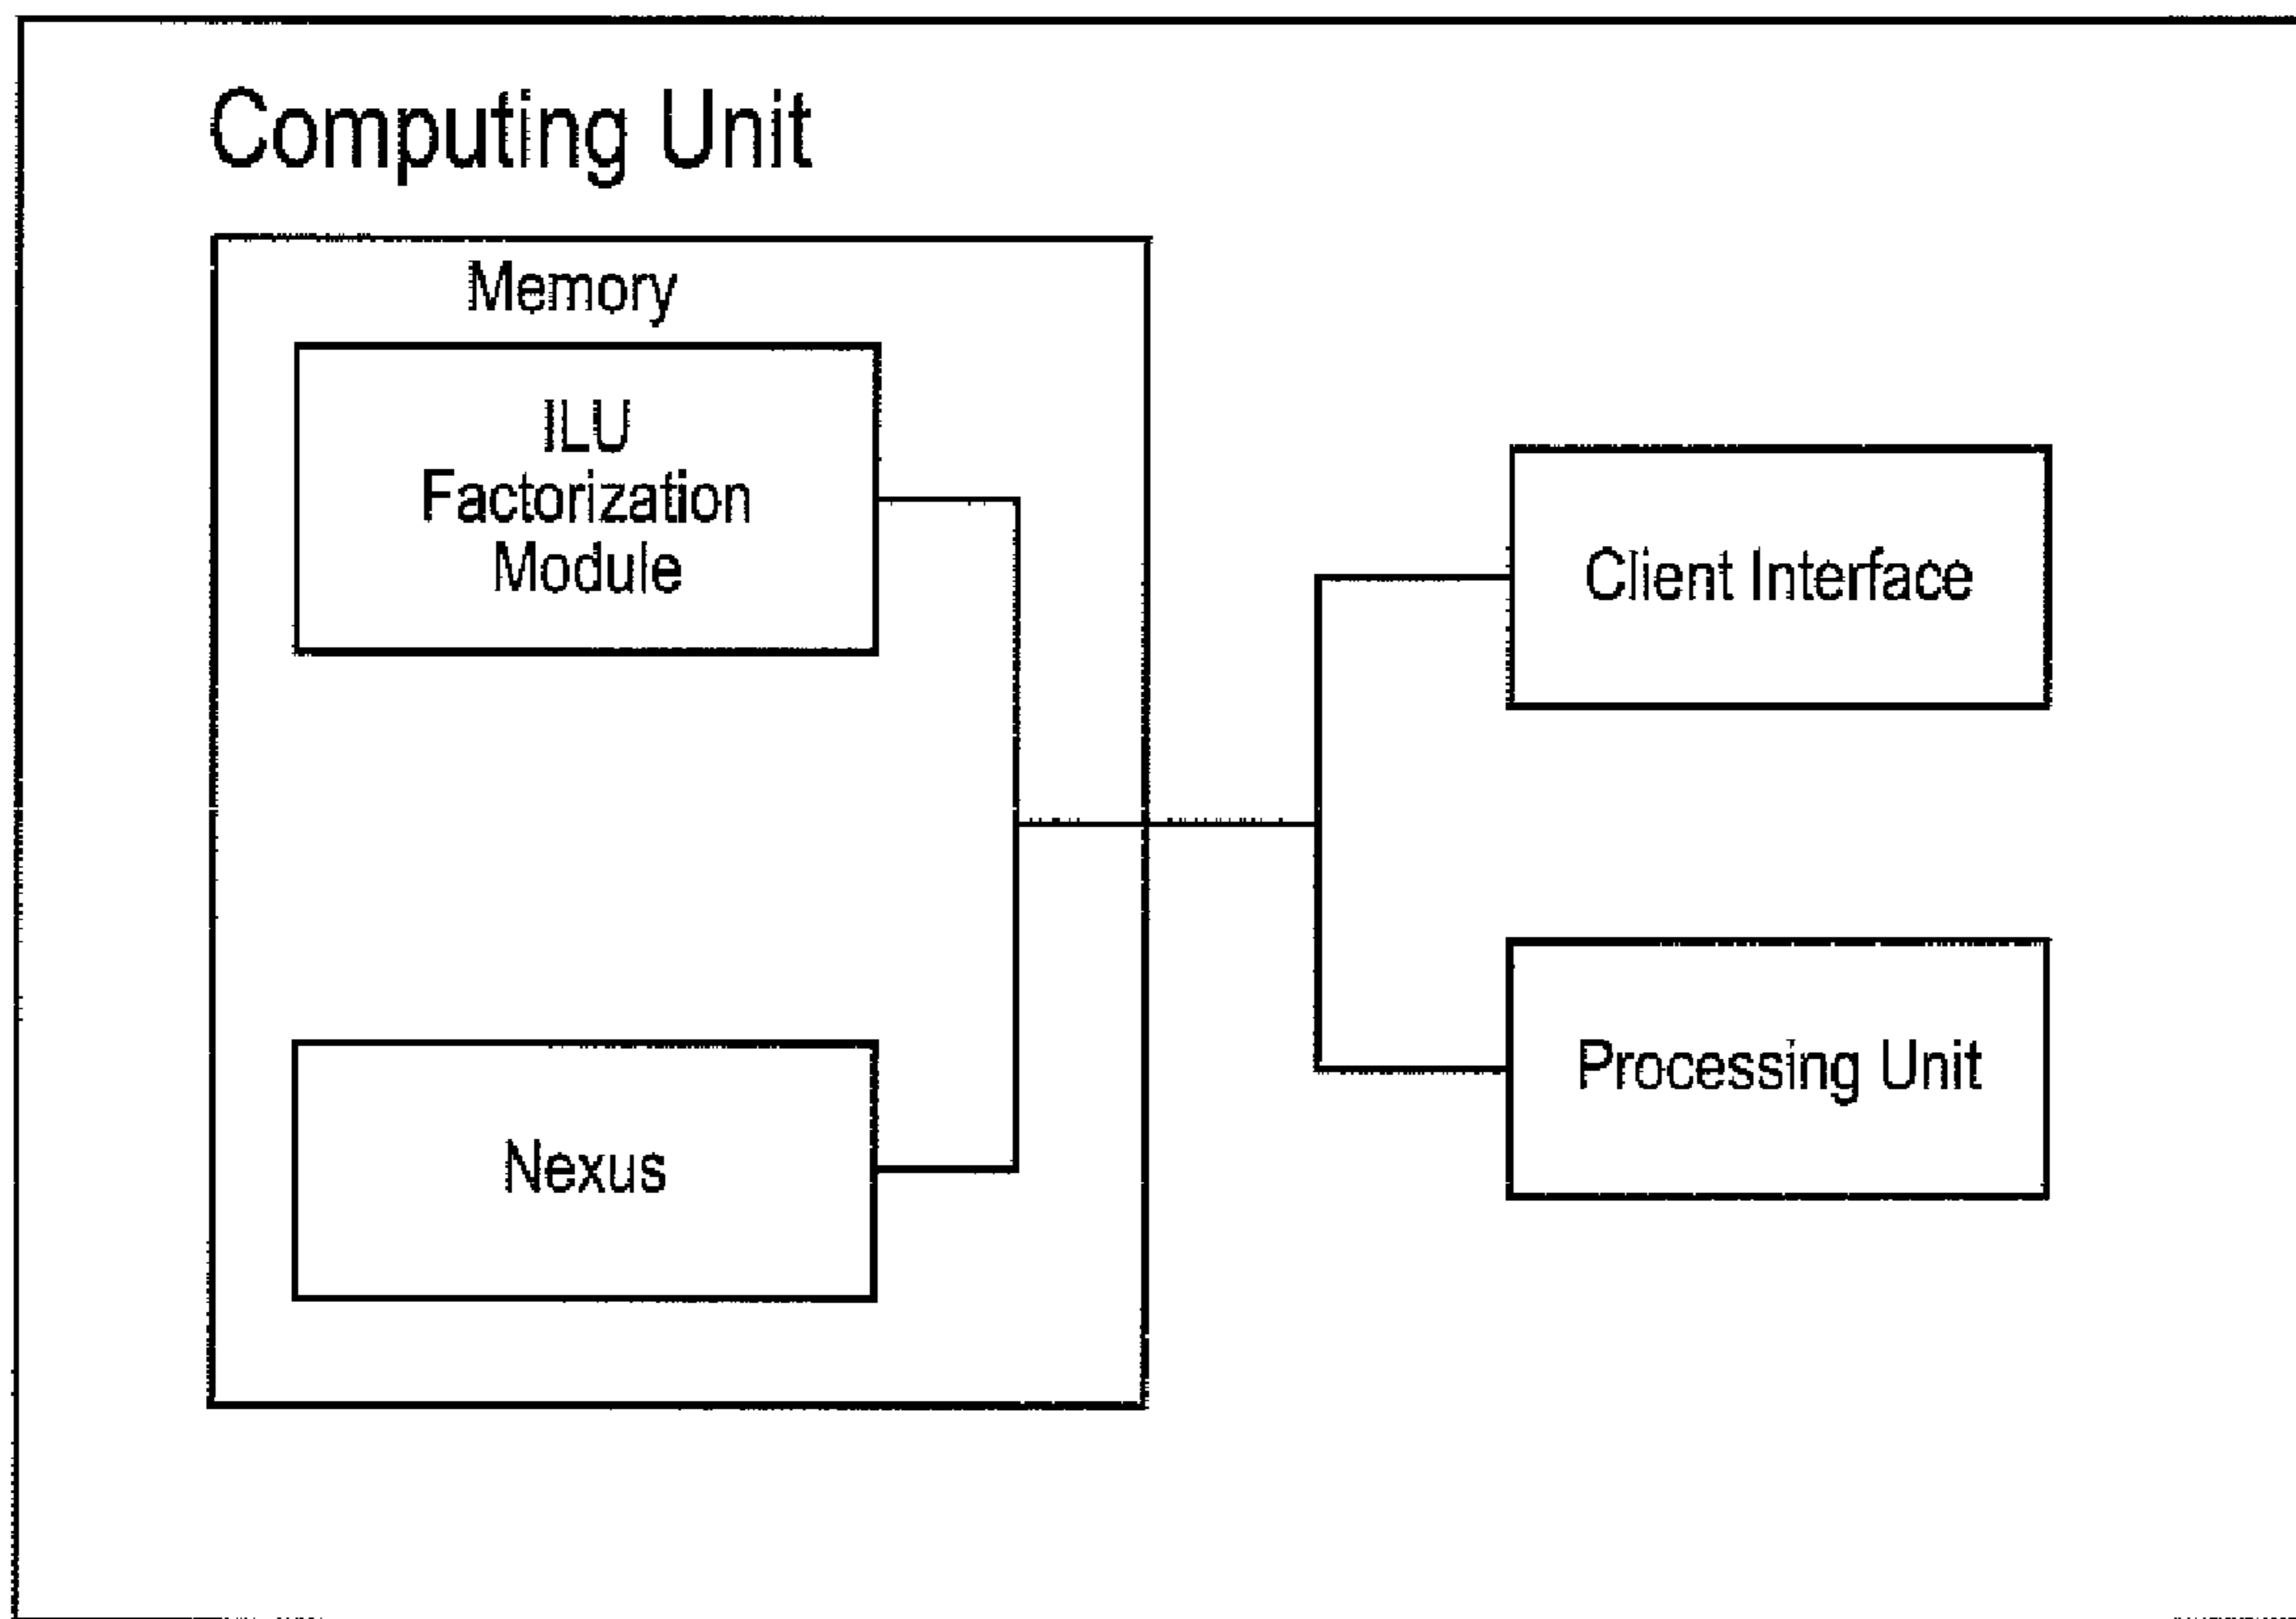 Computing Unit
Memory
ILU
Factorization
Module
Client Interface
Processing Unit
Nexus